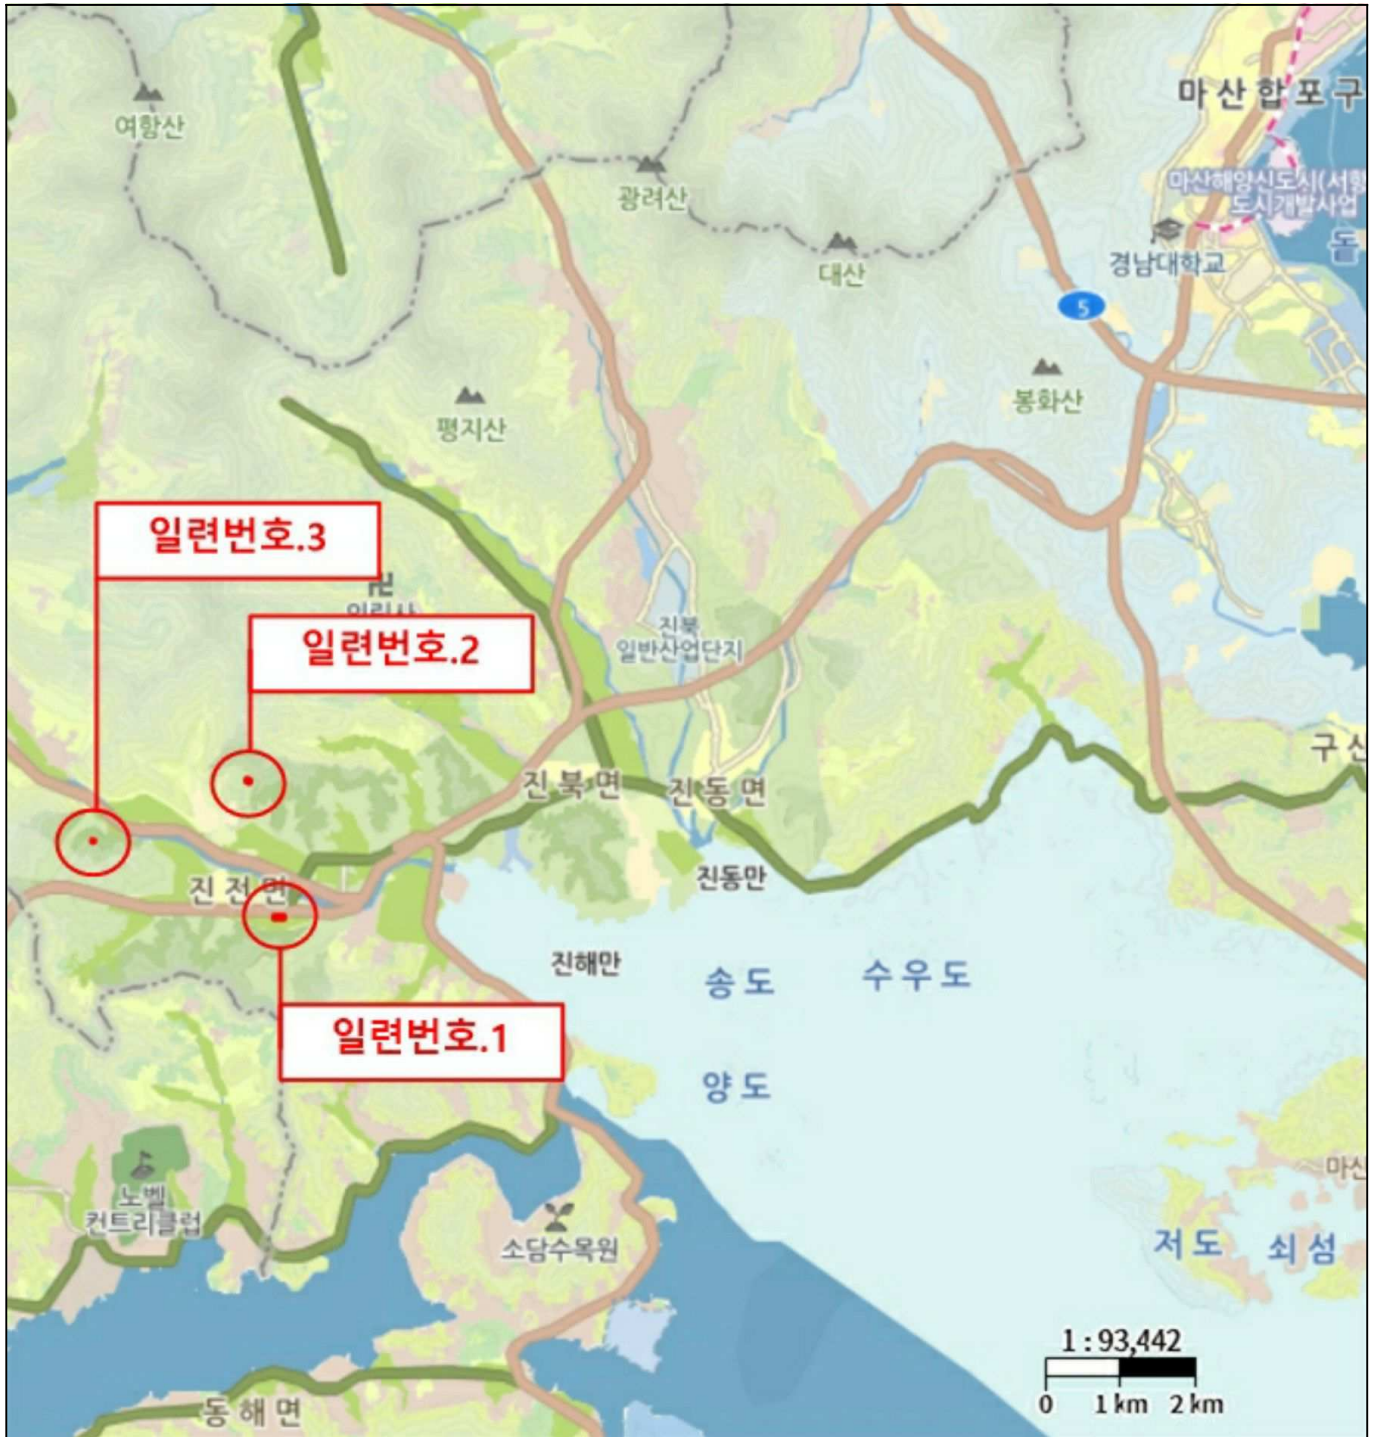 마산합포구
여항산
광려산
마산해양신도시(서항
도시개발사업
돝
경남대학교
대산
5
봉화산
평지산
일련번호.3
일련번호.2
진북
일반산업단지
구산
진북면
진동면
진동만
진전면
진해만
송도
수우도
일련번호.1
양도
마산
노벨
컨트리클럽
소담수목원
저도
쇠섬
1 : 93,442
0 1 km 2 km
동해면